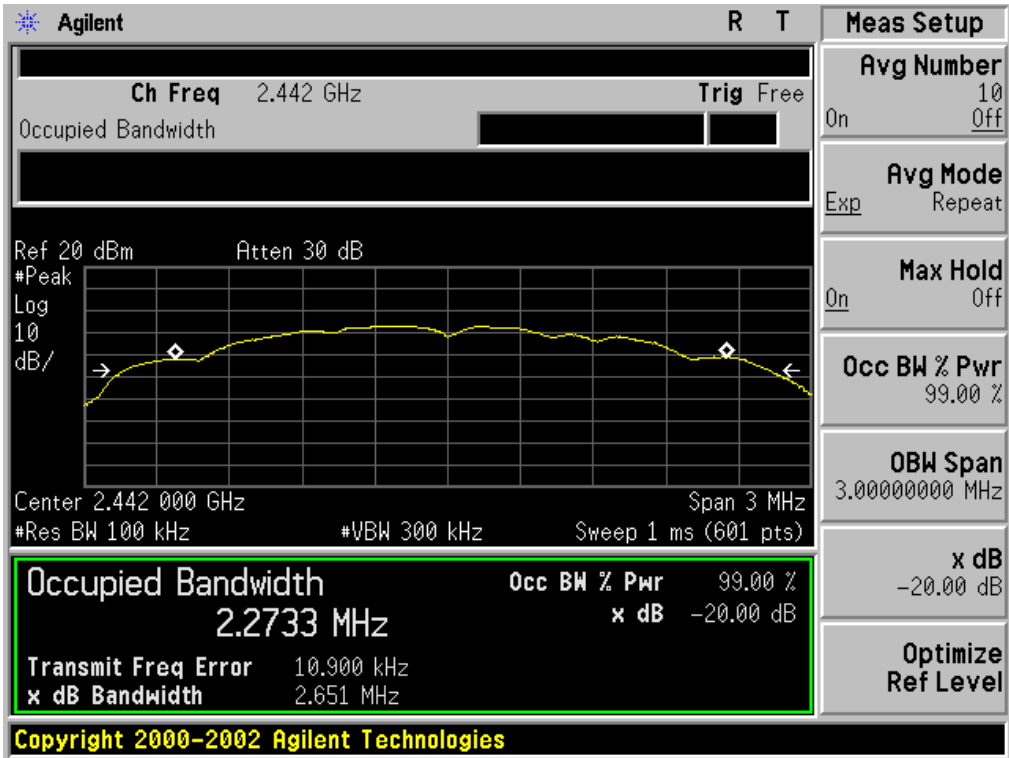 Agilent R T
Ch Freq 2.442 GHz Trig Free
Occupied Bandwidth
Ref 20 dBm Atten 30 dB
#Peak
Log
10
dB/
Center 2.442 000 GHz Span 3 MHz
#Res BW 100 kHz #VBW 300 kHz Sweep 1 ms (601 pts)
Occupied Bandwidth
2.2733 MHz
Occ BW % Pwr 99.00 %
x dB -20.00 dB
Transmit Freq Error 10.900 kHz
x dB Bandwidth 2.651 MHz
Copyright 2000-2002 Agilent Technologies
Meas Setup
Avg Number
10
On Off
Avg Mode
Exp Repeat
Max Hold
On Off
Occ BW % Pwr
99.00 %
OBW Span
3.00000000 MHz
x dB
-20.00 dB
Optimize
Ref Level